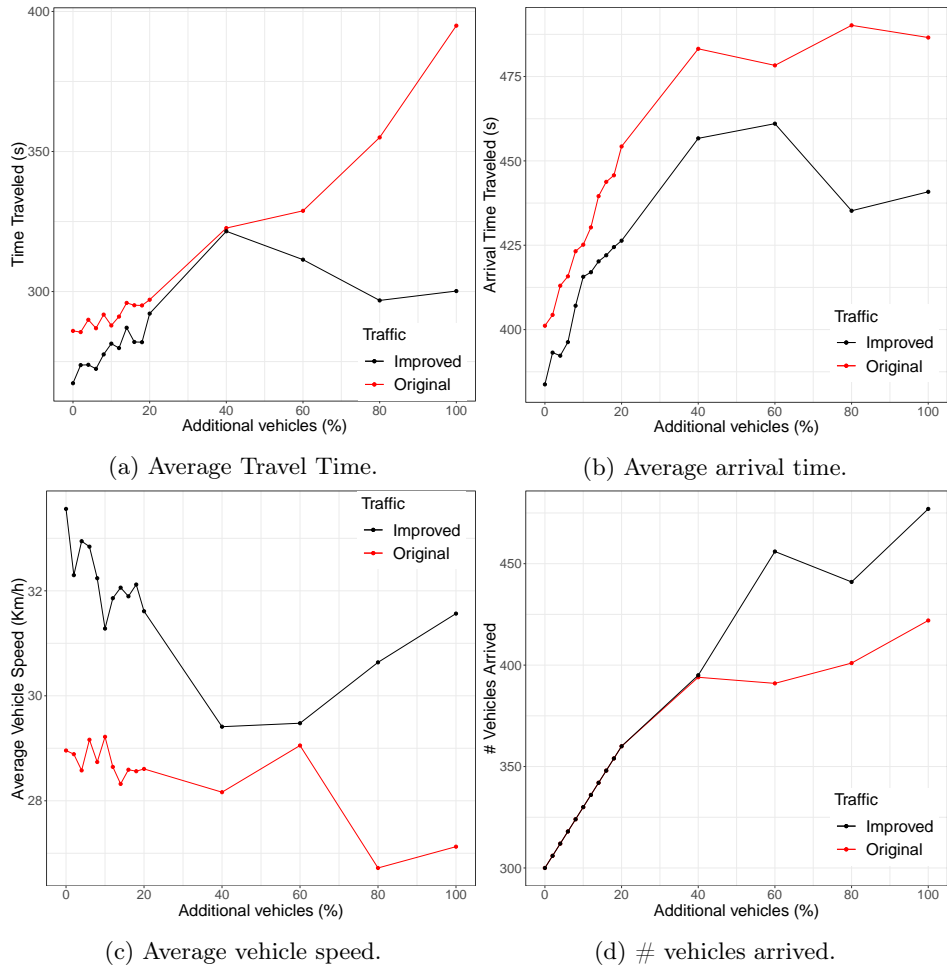 400
350
300
Time Traveled (s)
Traffic
Improved
Original
0 20 40 60 80 100
Additional vehicles (%)
(a) Average Travel Time.
475
450
425
400
Arrival Time Traveled (s)
Traffic
Improved
Original
0 20 40 60 80 100
Additional vehicles (%)
(b) Average arrival time.
32
30
28
Average Vehicle Speed (Km/h)
Traffic
Improved
Original
0 20 40 60 80 100
Additional vehicles (%)
(c) Average vehicle speed.
450
400
350
300
# Vehicles Arrived
Traffic
Improved
Original
0 20 40 60 80 100
Additional vehicles (%)
(d) # vehicles arrived.